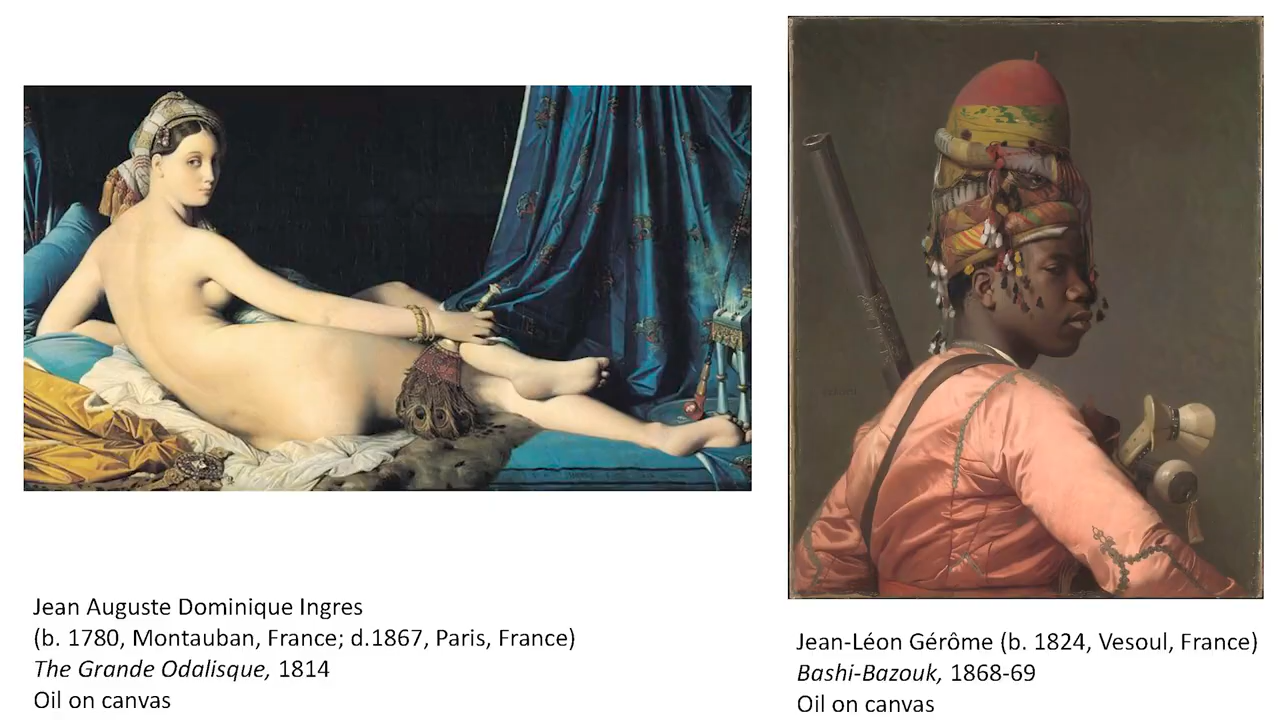 Jean Auguste Dominique Ingres
(b. 1780, Montauban, France; d.1867, Paris, France)
The Grande Odalisque, 1814
Oil on canvas
Jean-Léon Gérôme (b. 1824, Vesoul, France)
Bashi-Bazouk, 1868-69
Oil on canvas